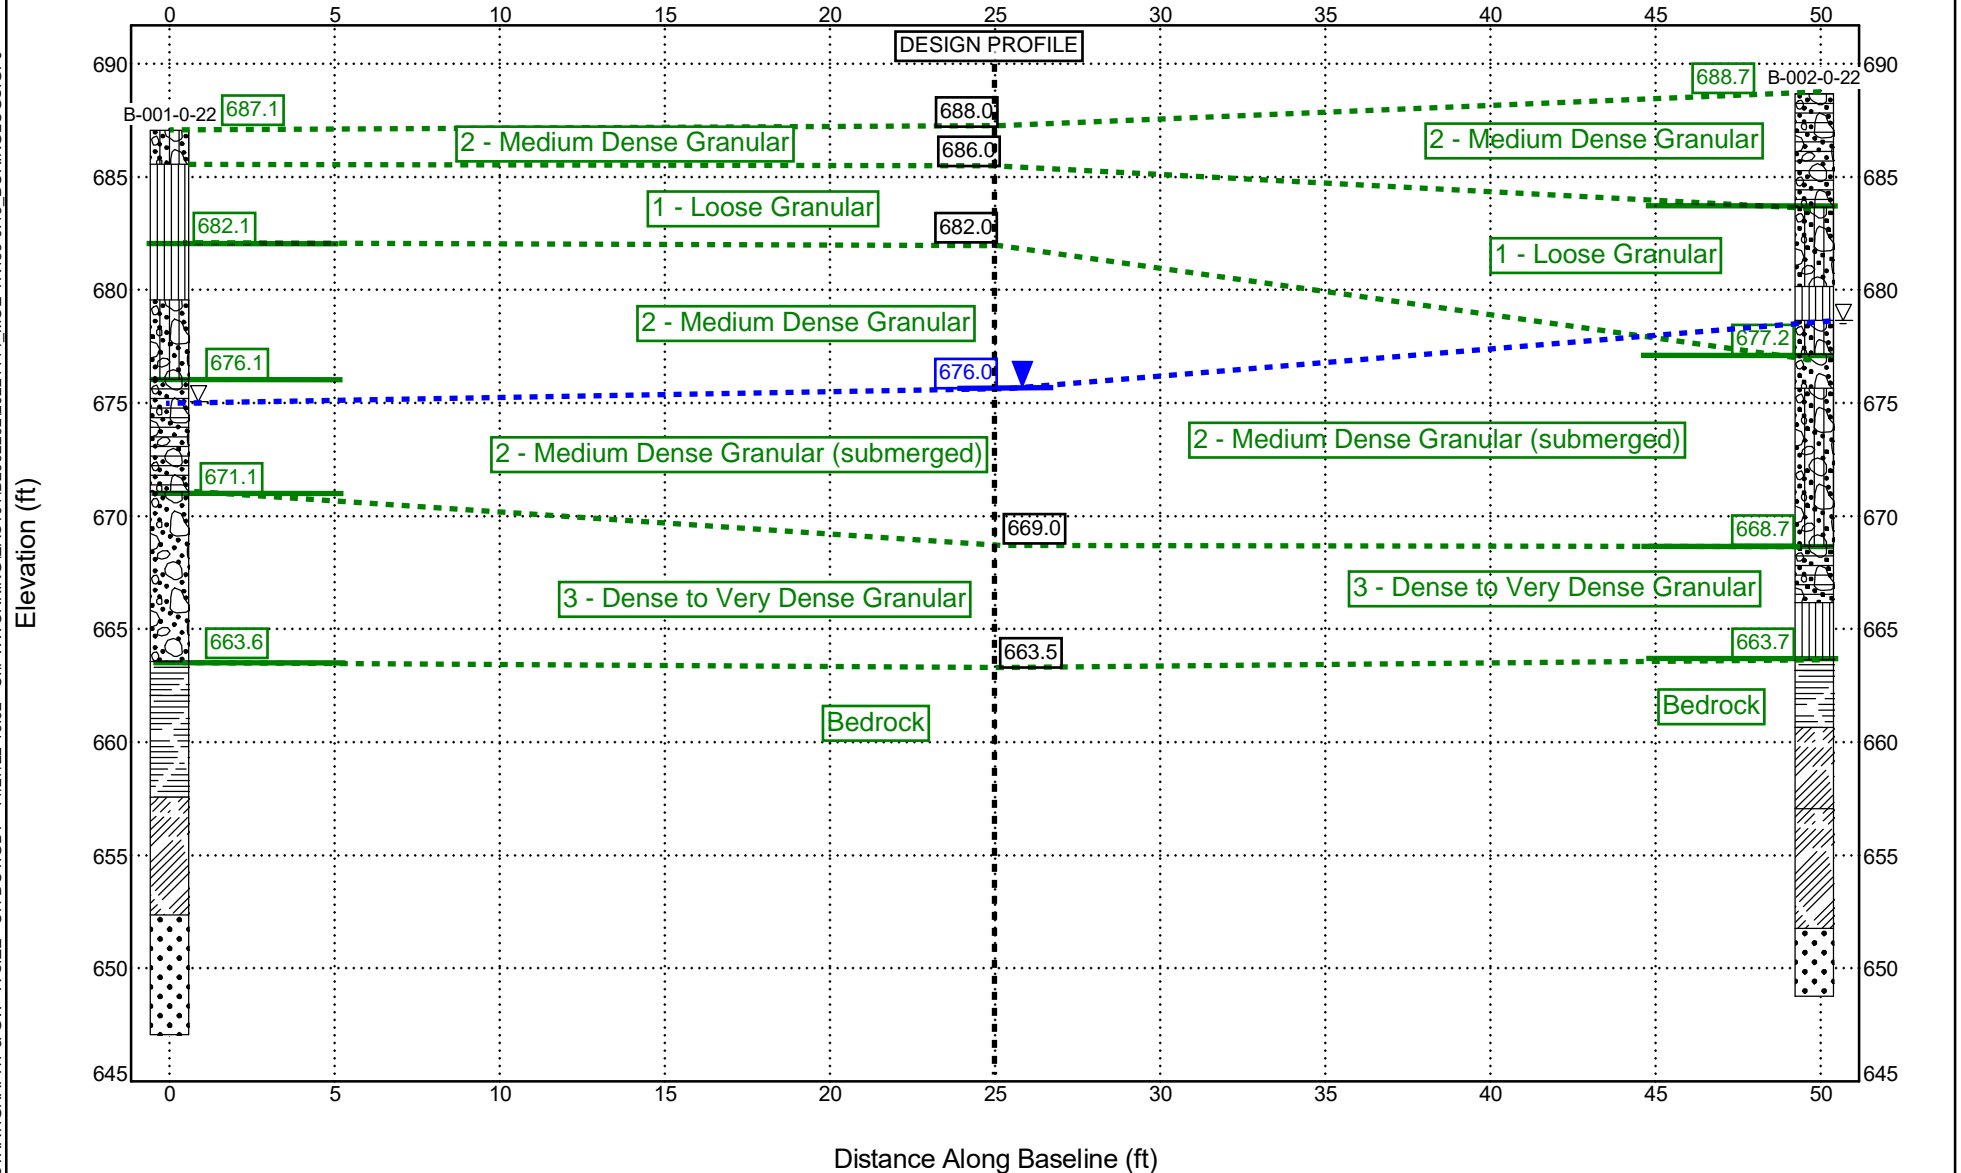 0 5 10 15 20 25 30 35 40 45 50
DESIGN PROFILE
690 690
B-001-0-22 687.1 688.0 688.7 B-002-0-22
2 - Medium Dense Granular 2 - Medium Dense Granular
686.0
685 685
1 - Loose Granular
682.1 682.0
1 - Loose Granular
680 680
2 - Medium Dense Granular
677.2
676.1 676.0
675 675
2 - Medium Dense Granular (submerged) 2 - Medium Dense Granular (submerged)
671.1
670 669.0 668.7 670
3 - Dense to Very Dense Granular 3 - Dense to Very Dense Granular
665 665
663.6 663.5 663.7
Bedrock Bedrock
660 660
655 655
650 650
645 645
0 5 10 15 20 25 30 35 40 45 50
Elevation (ft)
Distance Along Baseline (ft)